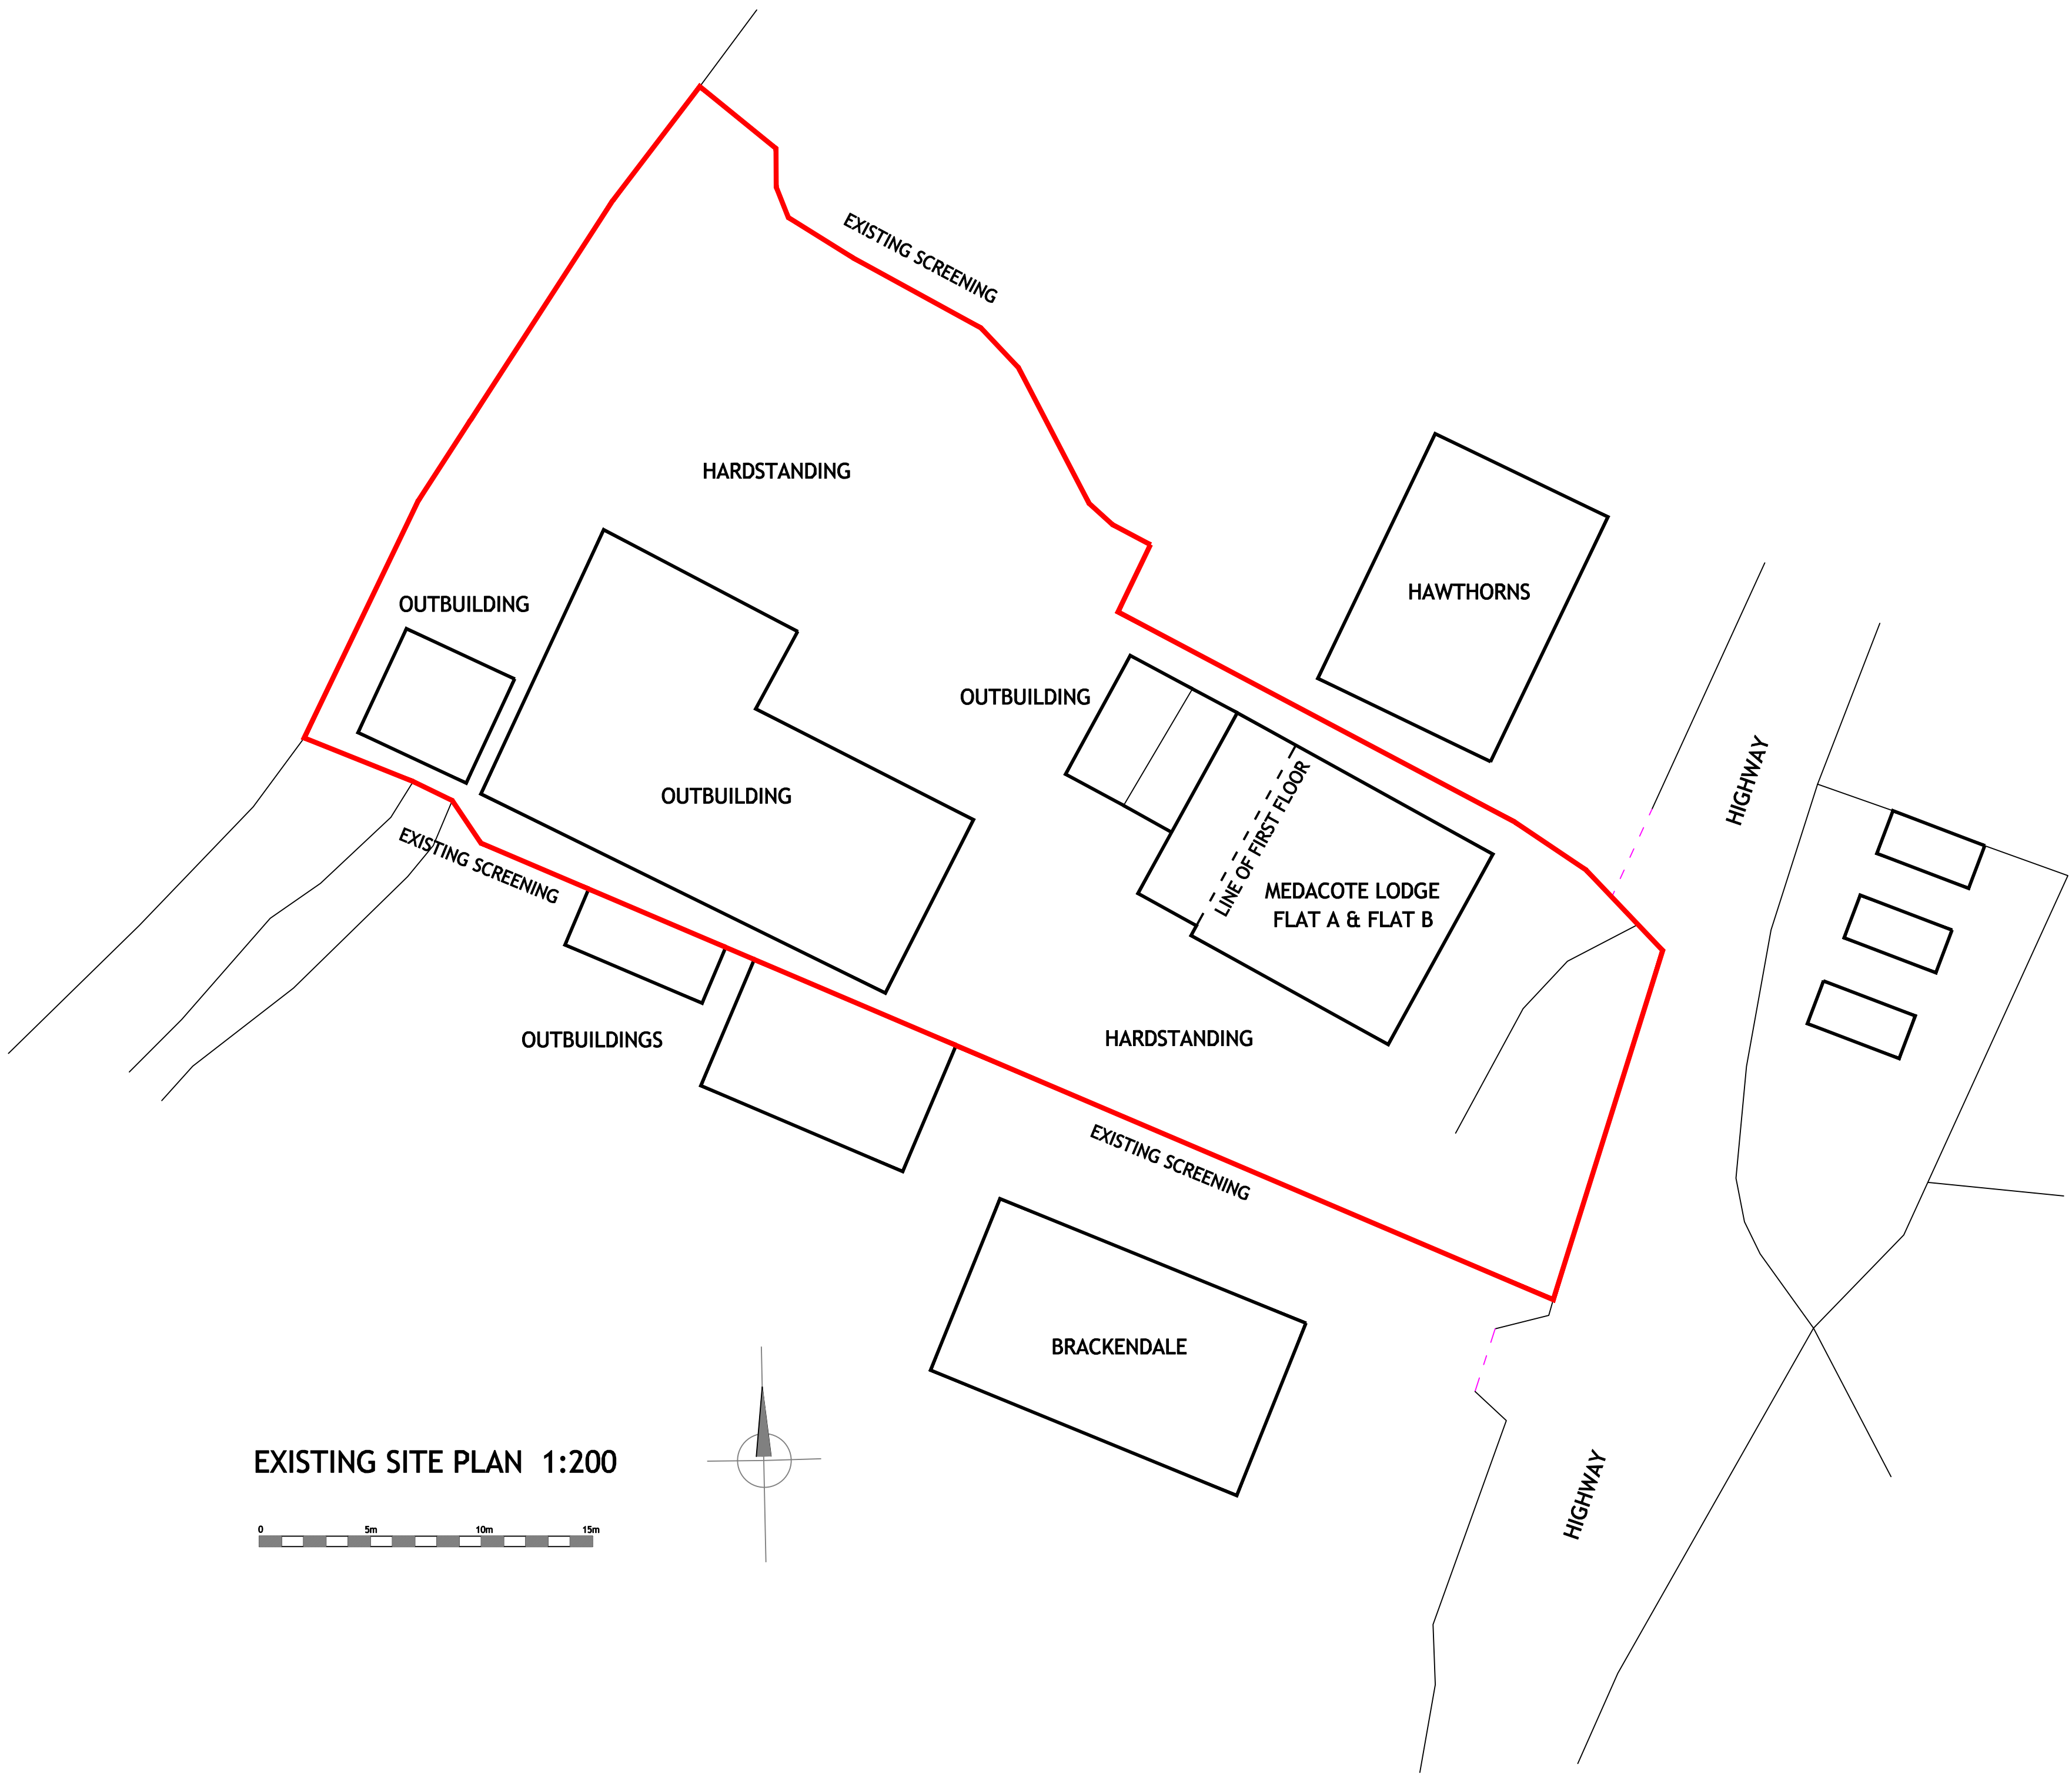 EXISTING SCREENING
HARDSTANDING
HAWTHORNS
OUTBUILDING
OUTBUILDING
HIGHWAY
OUTBUILDING
LINE OF FIRST FLOOR
EXISTING SCREENING
MEDACOTE LODGE
FLAT A & FLAT B
OUTBUILDINGS
HARDSTANDING
EXISTING SCREENING
BRACKENDALE
EXISTING SITE PLAN 1:200
HIGHWAY
0 5m 10m 15m